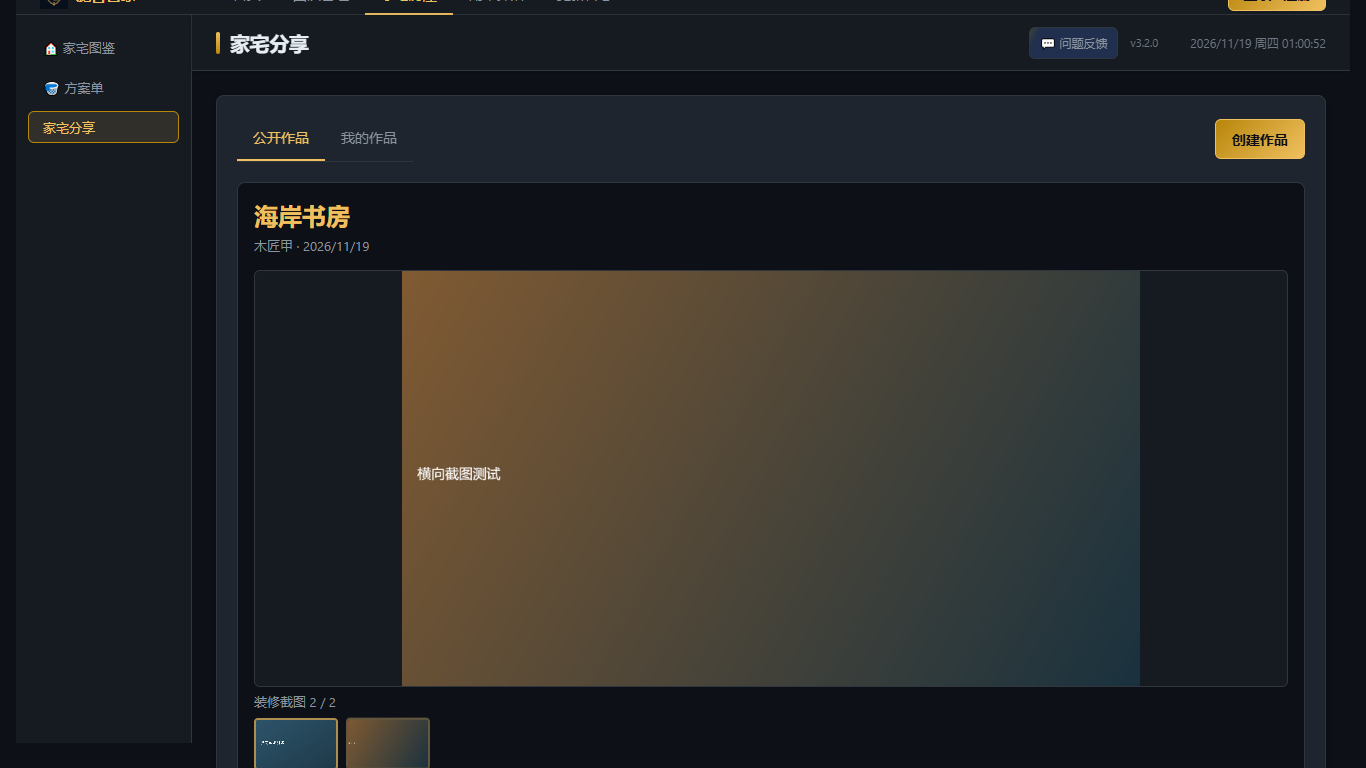 家宅图鉴
方案单
家宅分享
家宅分享
问题反馈
v3.2.0
2026/11/19 周四 01:00:52
公开作品
我的作品
创建作品
海岸书房
木匠甲 · 2026/11/19
横向截图测试
装修截图 2 / 2